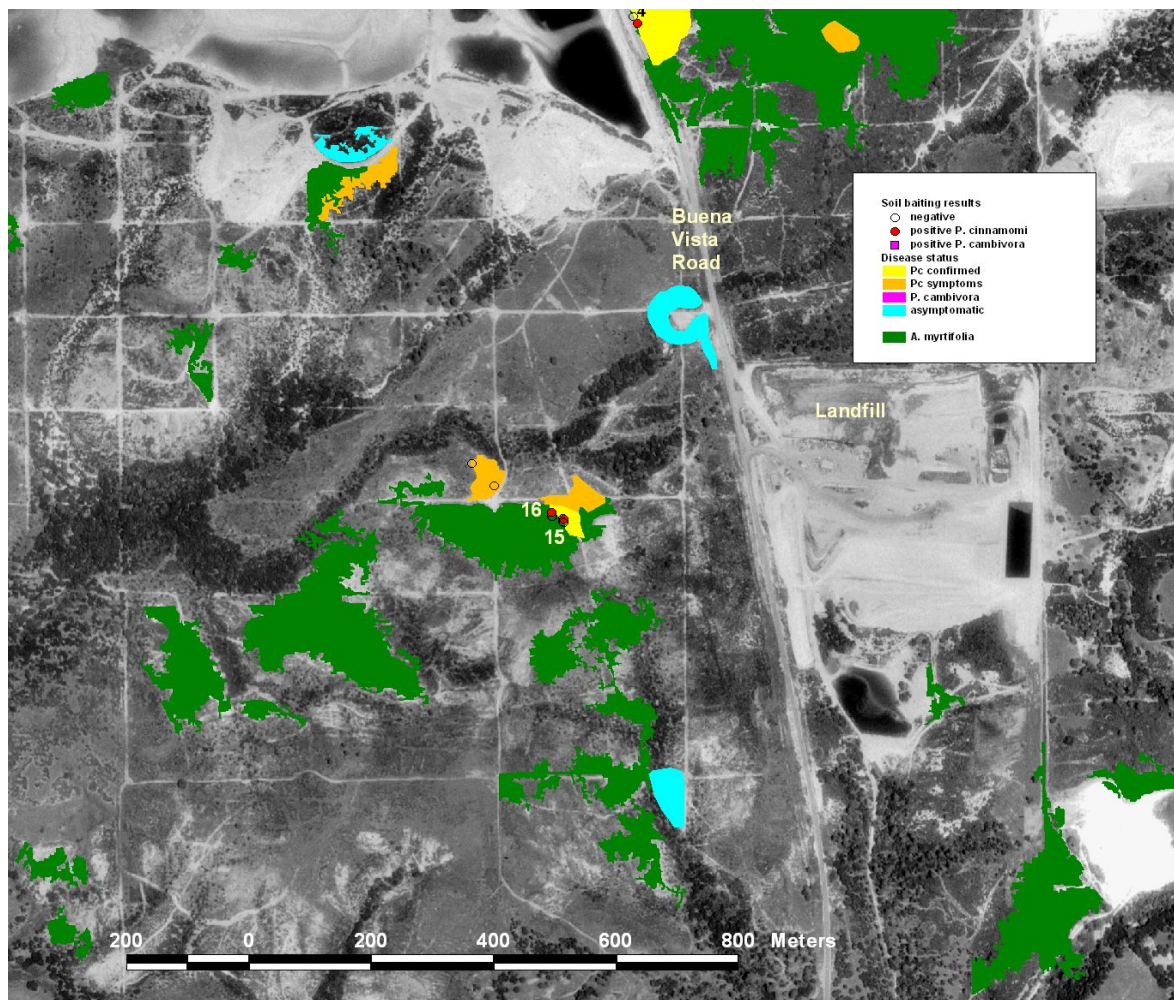 4
Soil baiting results
negative
positive P. cinnamomi
positive P. cambivora
Disease status
Pc confirmed
Pc symptoms
P. cambivora
asymptomatic
A. myrtifolia
Buena
Vista
Road
Landfill
16
15
200 0 200 400 600 800 Meters